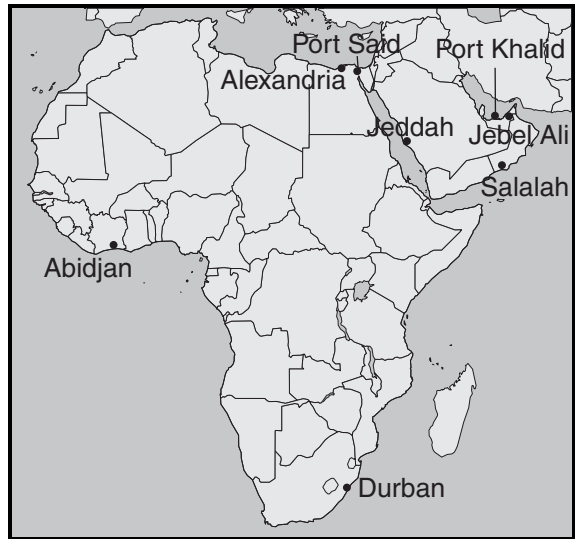 Port Said
Port Khalid
Alexandria
Jeddah
Jebel Ali
Salalah
Abidjan
Durban